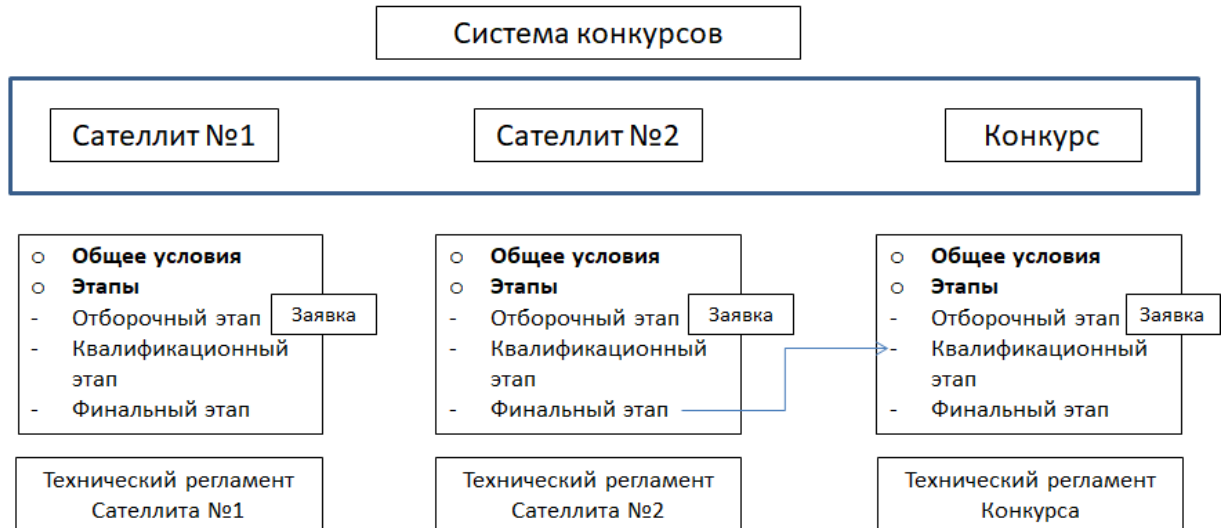 Система конкурсов
Сателлит №1
Сателлит №2
Конкурс
o Общее условия
o Этапы
- Отборочный этап
Заявка
- Квалификационный
этап
- Финальный этап
o Общее условия
o Этапы
- Отборочный этап
Заявка
- Квалификационный
этап
- Финальный этап
o Общее условия
o Этапы
- Отборочный этап
Заявка
- Квалификационный
этап
- Финальный этап
Технический регламент
Сателлита №1
Технический регламент
Сателлита №2
Технический регламент
Конкурса